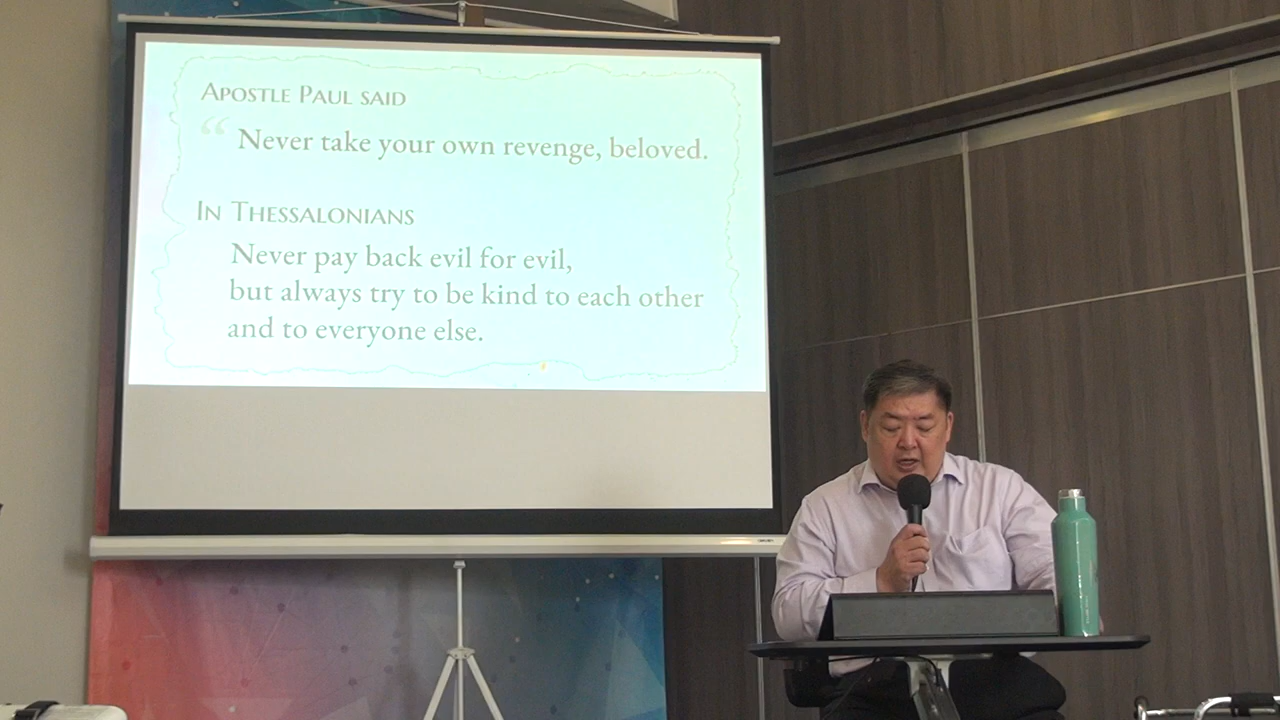 APOSTLE PAUL SAID
“ Never take your own revenge, beloved.
IN THESSALONIANS
Never pay back evil for evil,
but always try to be kind to each other
and to everyone else.